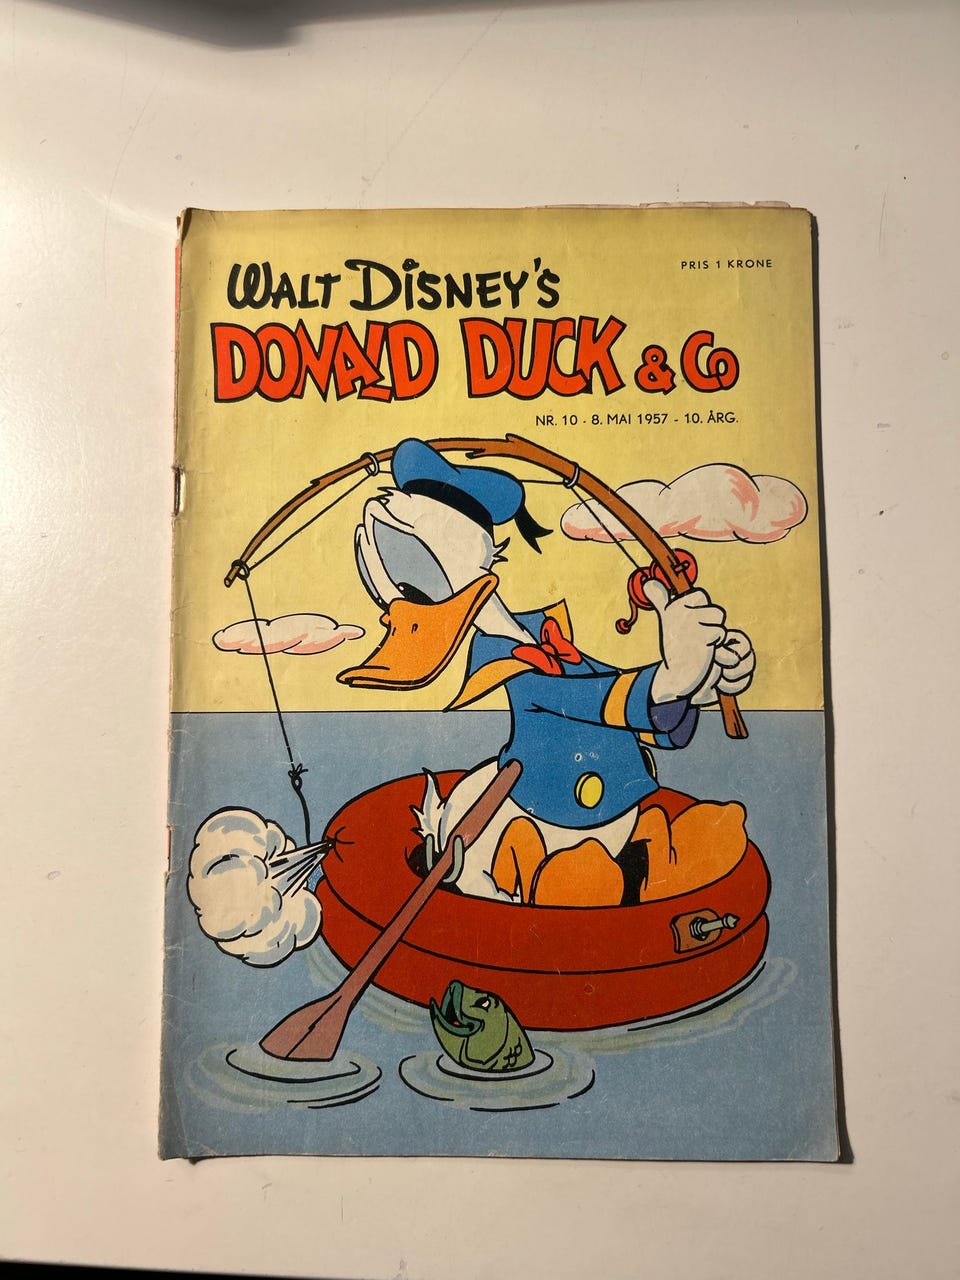 WALT DISNEY'S
PRIS 1 KRONE
DONALD DUCK & CO
NR. 10 - 8. MAI 1957 - 10. ÅRG.